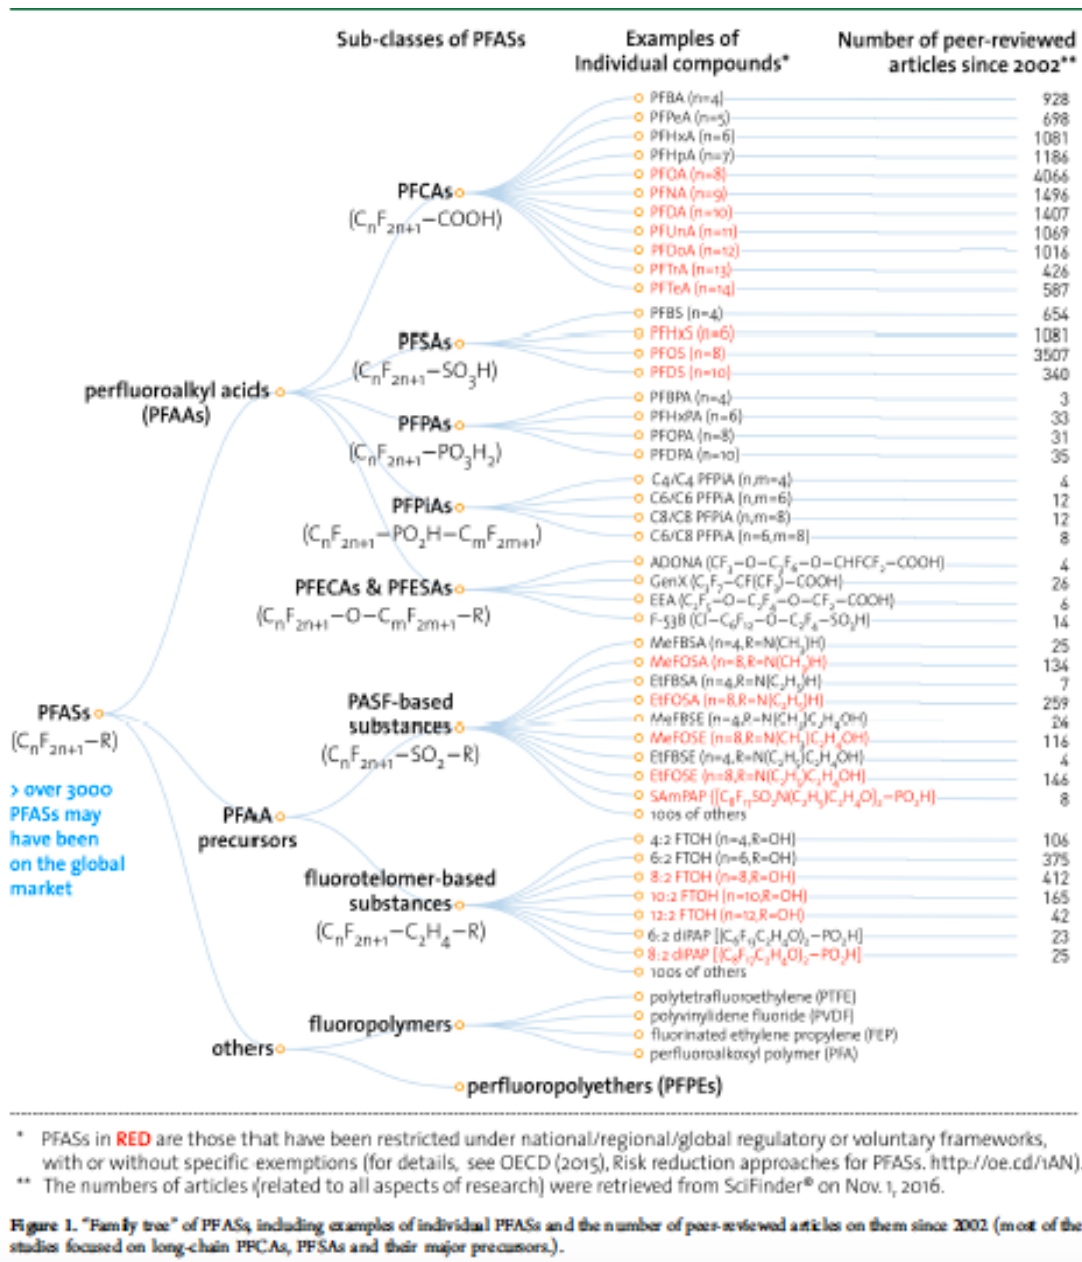 Sub-classes of PFASs
Examples of
Individual compounds*
Number of peer-reviewed
articles since 2002**
PFASs
(CnF2n+1–R)
> over 3000
PFASs may
have been
on the global
market
perfluoroalkyl acids
(PFAAs)
PFCAs
(CnF2n+1–COOH)
PFBA (n=4) 928
PFPeA (n=5) 698
PFHxA (n=6) 1081
PFHpA (n=7) 1186
PFOA (n=8) 4066
PFNA (n=9) 1496
PFDA (n=10) 1407
PFUnA (n=11) 1069
PFDoA (n=12) 1016
PFTrA (n=13) 426
PFTeA (n=14) 587
PFSAs
(CnF2n+1–SO3H)
PFBS (n=4) 654
PFHxS (n=6) 1081
PFOS (n=8) 3507
PFDS (n=10) 340
PFPAs
(CnF2n+1–PO3H2)
PFBPA (n=4) 3
PFHxPA (n=6) 33
PFOPA (n=8) 31
PFDPA (n=10) 35
PFPiAs
(CnF2n+1–PO2H–CmF2m+1)
C4/C4 PFPiA (n,m=4) 4
C6/C6 PFPiA (n,m=6) 12
C8/C8 PFPiA (n,m=8) 12
C6/C8 PFPiA (n=6,m=8) 8
PFECAs & PFESAs
(CnF2n+1–O–CmF2m+1–R)
ADONA (CF3–O–C3F6–O–CHFCF2–COOH) 4
GenX (C3F7–CF(CF3)–COOH) 26
EEA (C2F5–O–C2F4–O–CF2–COOH) 6
F-53B (Cl–C6F12–O–C2F4–SO3H) 14
PFAA
precursors
PASF-based
substances
(CnF2n+1–SO2–R)
MeFBSA (n=4,R=N(CH3)H) 25
MeFOSA (n=8,R=N(CH3)H) 134
EtFBSA (n=4,R=N(C2H5)H) 7
EtFOSA (n=8,R=N(C2H5)H) 259
MeFBSE (n=4,R=N(CH3)C2H4OH) 24
MeFOSE (n=8,R=N(CH3)C2H4OH) 116
EtFBSE (n=4,R=N(C2H5)C2H4OH) 4
EtFOSE (n=8,R=N(C2H5)C2H4OH) 146
SAmPAP {[C8F17SO2N(C2H5)C2H4O]2–PO2H} 8
100s of others
fluorotelomer-based
substances
(CnF2n+1–C2H4–R)
4:2 FTOH (n=4,R=OH) 106
6:2 FTOH (n=6,R=OH) 375
8:2 FTOH (n=8,R=OH) 412
10:2 FTOH (n=10,R=OH) 165
12:2 FTOH (n=12,R=OH) 42
6:2 diPAP [(C6F13C2H4O)2–PO2H] 23
8:2 diPAP [(C8F17C2H4O)2–PO2H] 25
100s of others
others
fluoropolymers
polytetrafluoroethylene (PTFE)
polyvinylidene fluoride (PVDF)
fluorinated ethylene propylene (FEP)
perfluoroalkoxyl polymer (PFA)
perfluoropolyethers (PFPEs)
* PFASs in RED are those that have been restricted under national/regional/global regulatory or voluntary frameworks,
with or without specific exemptions (for details, see OECD (2015), Risk reduction approaches for PFASs. http://oe.cd/1AN).
** The numbers of articles (related to all aspects of research) were retrieved from SciFinder® on Nov. 1, 2016.
Figure 1. "Family tree" of PFASs, including examples of individual PFASs and the number of peer-reviewed articles on them since 2002 (most of the
studies focused on long-chain PFCAs, PFSAs and their major precursors.).